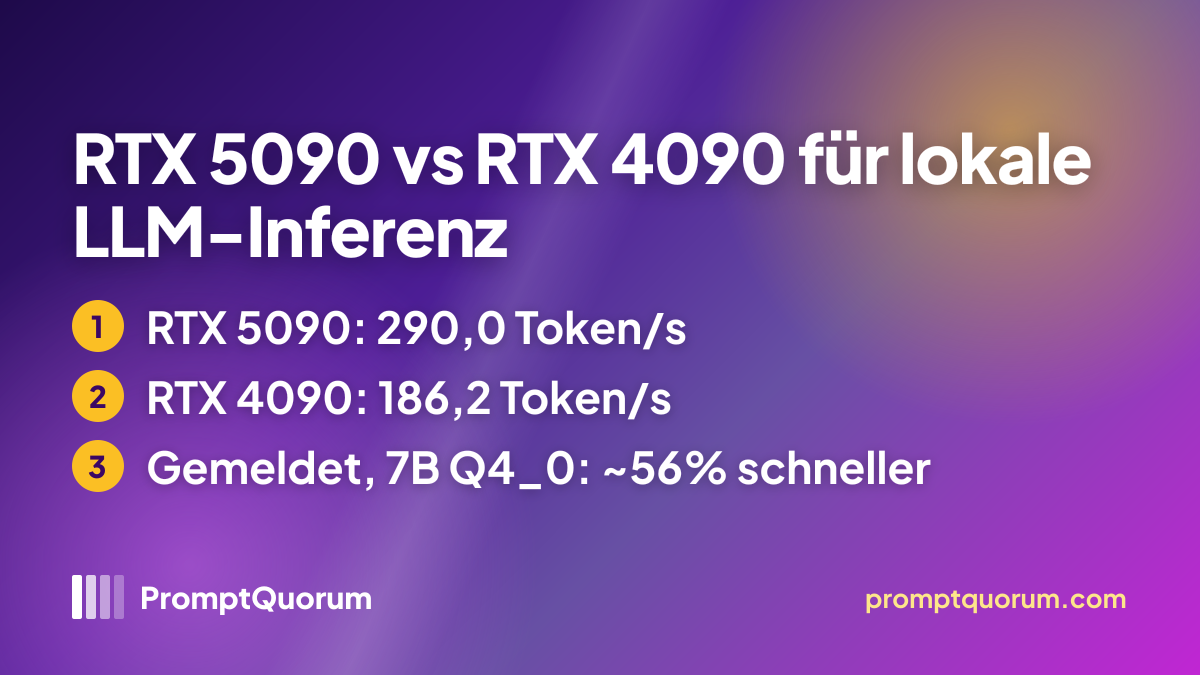 RTX 5090 vs RTX 4090 für lokale
LLM-Inferenz
1 RTX 5090: 290,0 Token/s
2 RTX 4090: 186,2 Token/s
3 Gemeldet, 7B Q4_0: ~56% schneller
PromptQuorum
promptquorum.com